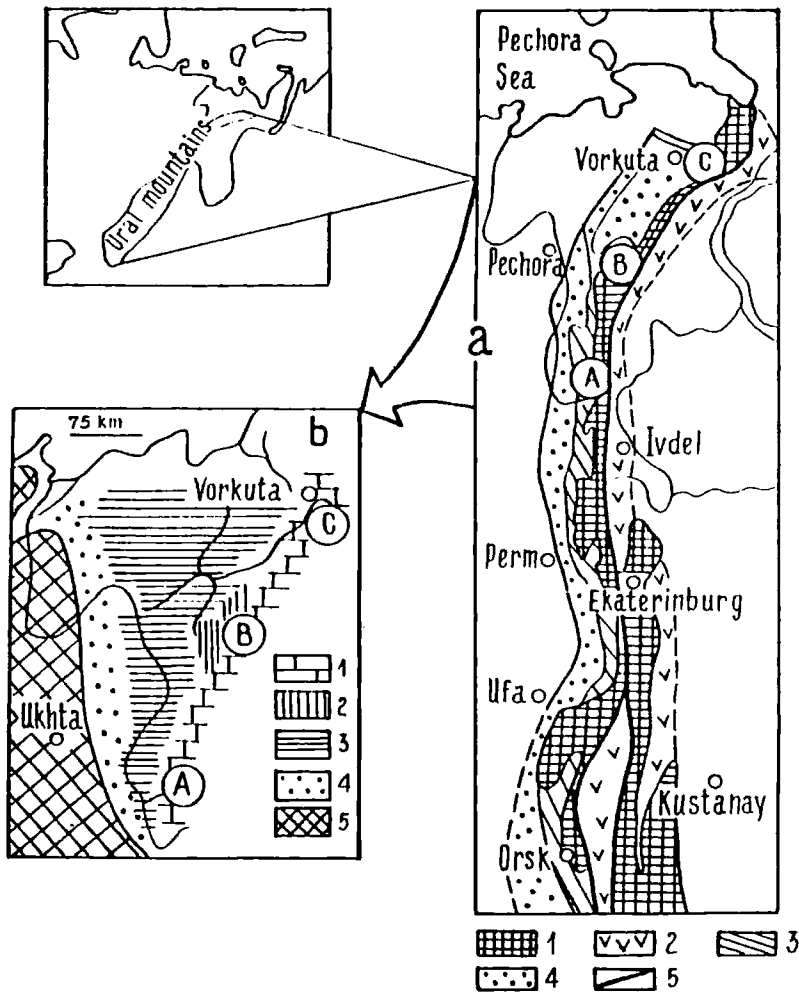 Ural mountains
Pechora
Sea
Vorkuta
C
Pechora
B
a
A
Ivdel
Perm
Ekaterinburg
Ufa
Kustanay
Orsk
1
2
3
4
5
75 km
b
Vorkuta
C
B
Ukhta
A
1
2
3
4
5